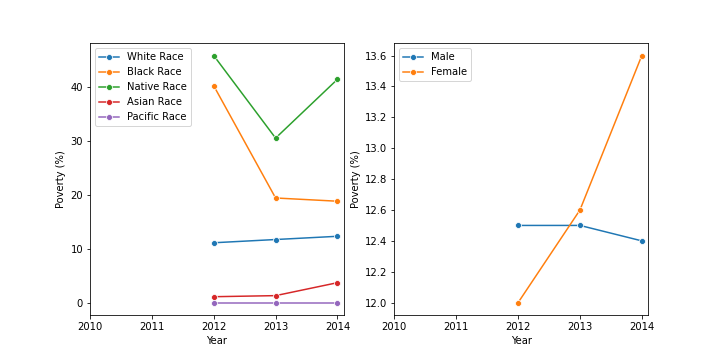 White Race
Black Race
Native Race
Asian Race
Pacific Race
40
30
20
10
0
Poverty (%)
2010 2011 2012 2013 2014
Year
Male
Female
13.6
13.4
13.2
13.0
12.8
12.6
12.4
12.2
12.0
Poverty (%)
2010 2011 2012 2013 2014
Year